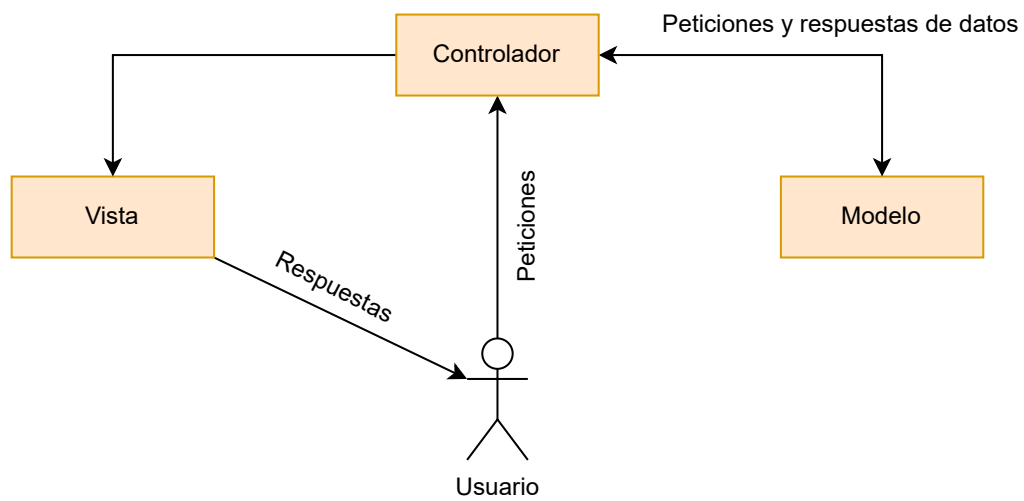 Peticiones y respuestas de datos
Controlador
Vista
Modelo
Peticiones
Respuestas
Usuario